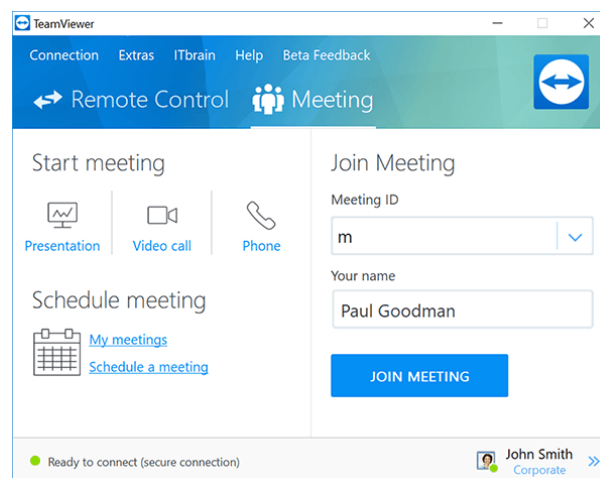 TeamViewer
Connection Extras ITbrain Help Beta Feedback
Remote Control Meeting
Start meeting
Presentation Video call Phone
Schedule meeting
My meetings
Schedule a meeting
Join Meeting
Meeting ID
m
Your name
Paul Goodman
JOIN MEETING
Ready to connect (secure connection)
John Smith
Corporate